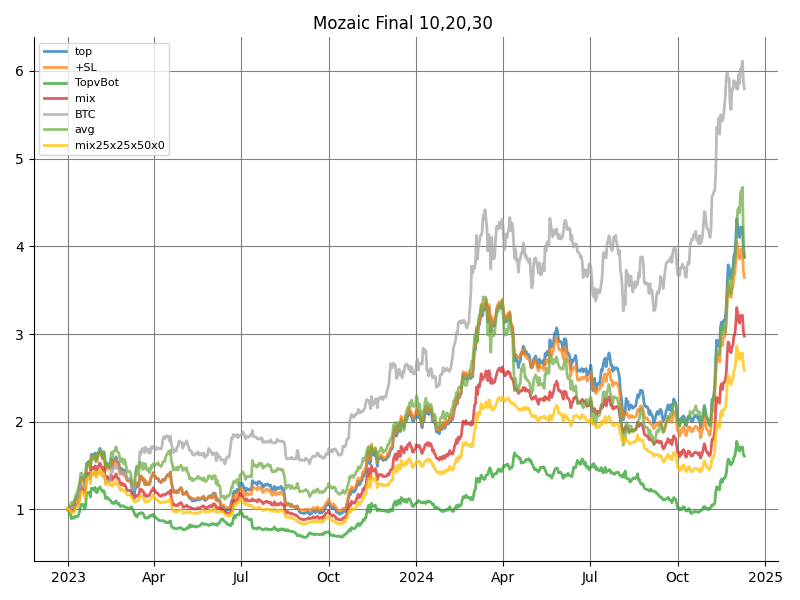 Mozaic Final 10,20,30
top
+SL
TopvBot
mix
BTC
avg
mix25x25x50x0
6
5
4
3
2
1
2023
Apr
Jul
Oct
2024
Apr
Jul
Oct
2025